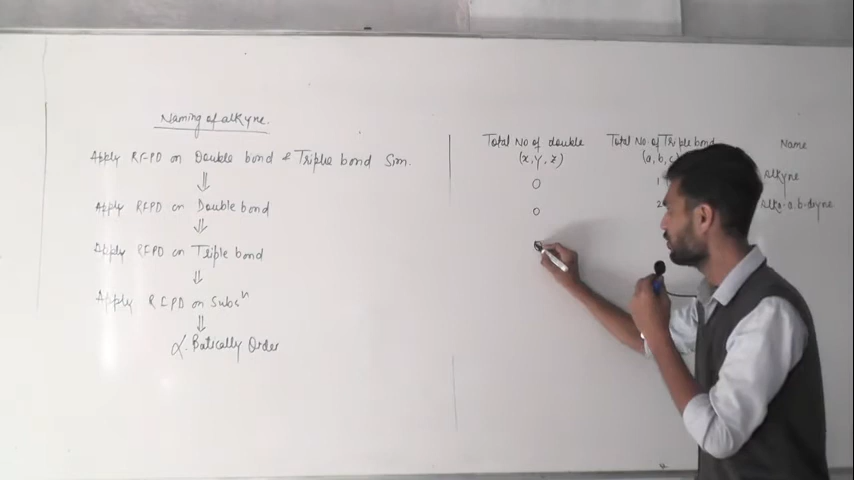 Naming of alkyne.
Apply RFPD on Double bond & Triple bond Sim.
⇓
Apply RFPD on Double bond
⇓
Apply RFPD on Triple bond
⇓
Apply RFPD on Subsⁿ
⇓
α. Batically Order
Total No of double Total No of Triple bond Name
(x, y, z) (a, b, c)
0 1 Alkyne
0 2 Alka-a.b-diyne